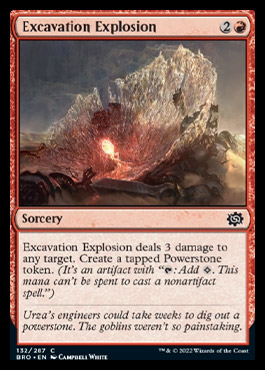 Excavation Explosion 2
Sorcery
Excavation Explosion deals 3 damage to
any target. Create a tapped Powerstone
token. (It's an artifact with “: Add . This
mana can't be spent to cast a nonartifact
spell.”)
Urza's engineers could take weeks to dig out a
powerstone. The goblins weren't so painstaking.
132/287 C
BRO • EN Campbell White ™ & © 2022 Wizards of the Coast